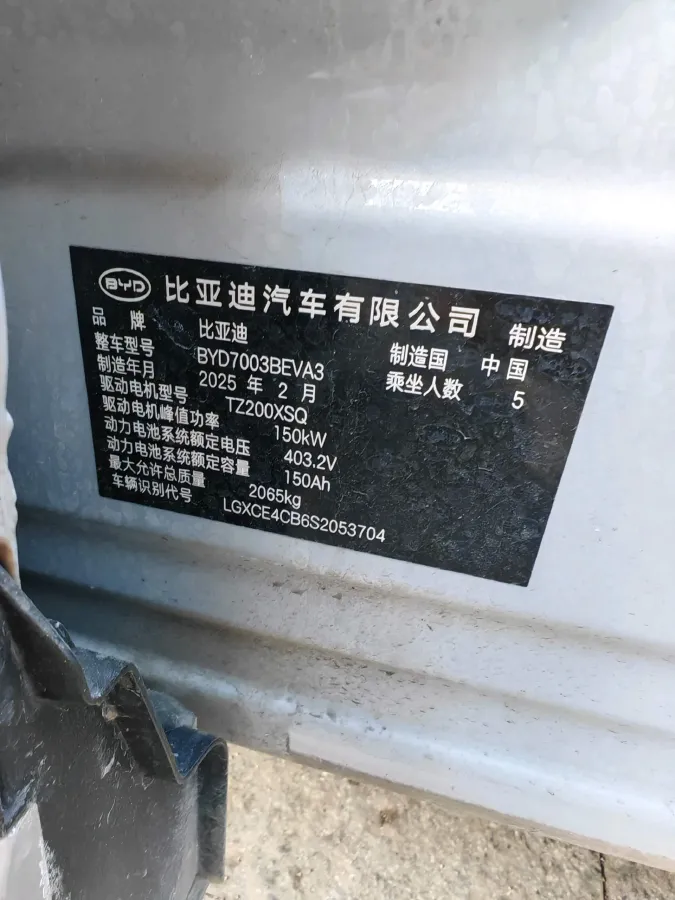 BYD 比亚迪汽车有限公司 制造
品牌 比亚迪 制造国 中国
整车型号 BYD7003BEVA3 乘坐人数 5
制造年月 2025 年 2 月
驱动电机型号 TZ200XSQ
驱动电机峰值功率 150kW
动力电池系统额定电压 403.2V
动力电池系统额定容量 150Ah
最大允许总质量 2065kg
车辆识别代号 LGXCE4CB6S2053704